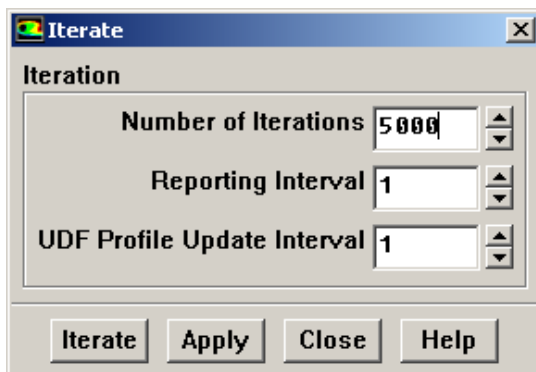 Iterate
Iteration
Number of Iterations 5000
Reporting Interval 1
UDF Profile Update Interval 1
Iterate Apply Close Help